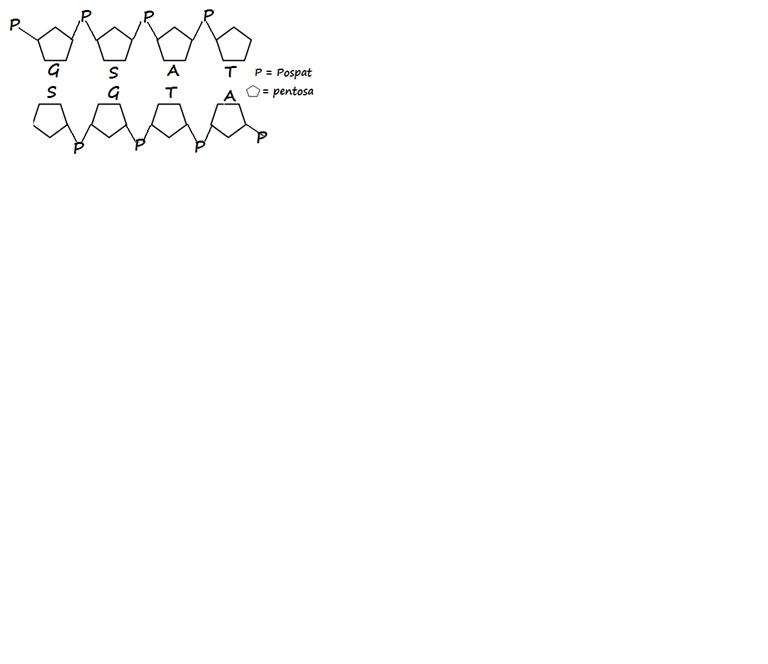 P P P P
G S A T
P = Pospat
S G T A
= pentosa
P P P P